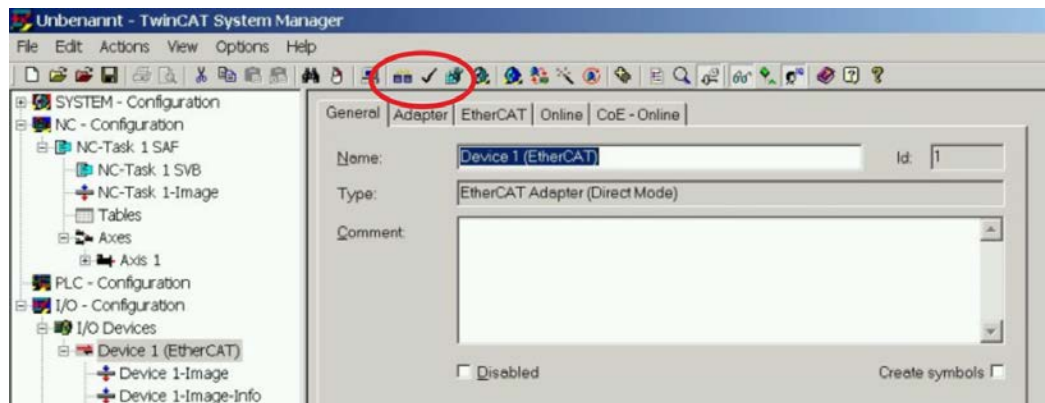 Unbenannt - TwinCAT System Manager
File Edit Actions View Options Help
SYSTEM - Configuration
NC - Configuration
NC-Task 1 SAF
NC-Task 1 SVB
NC-Task 1-Image
Tables
Axes
Axis 1
PLC - Configuration
I/O - Configuration
I/O Devices
Device 1 (EtherCAT)
Device 1-Image
Device 1-Image-Info
General Adapter EtherCAT Online CoE - Online
Name: Device 1 (EtherCAT) Id: 1
Type: EtherCAT Adapter (Direct Mode)
Comment:
Disabled Create symbols